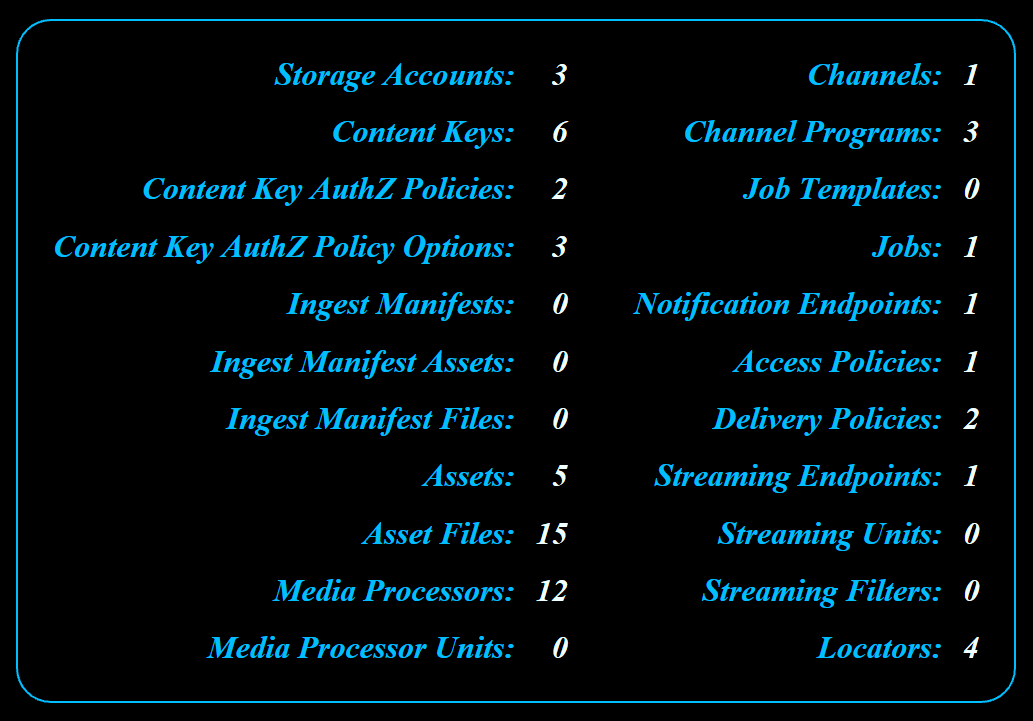 Storage Accounts: 3 Channels: 1
Content Keys: 6 Channel Programs: 3
Content Key AuthZ Policies: 2 Job Templates: 0
Content Key AuthZ Policy Options: 3 Jobs: 1
Ingest Manifests: 0 Notification Endpoints: 1
Ingest Manifest Assets: 0 Access Policies: 1
Ingest Manifest Files: 0 Delivery Policies: 2
Assets: 5 Streaming Endpoints: 1
Asset Files: 15 Streaming Units: 0
Media Processors: 12 Streaming Filters: 0
Media Processor Units: 0 Locators: 4